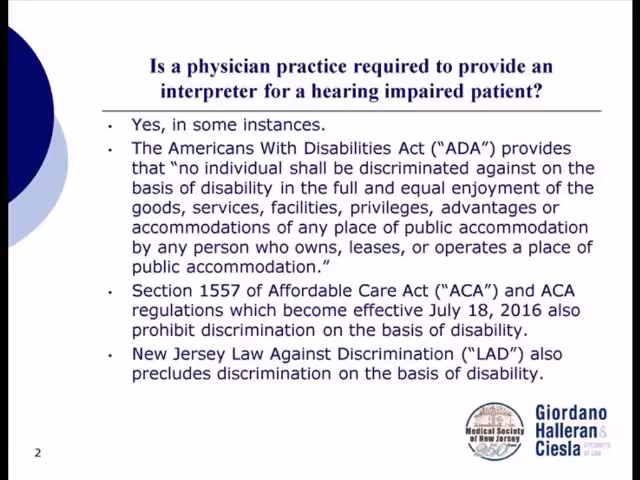 Is a physician practice required to provide an
interpreter for a hearing impaired patient?
• Yes, in some instances.
• The Americans With Disabilities Act (“ADA”) provides
that “no individual shall be discriminated against on the
basis of disability in the full and equal enjoyment of the
goods, services, facilities, privileges, advantages or
accommodations of any place of public accommodation
by any person who owns, leases, or operates a place of
public accommodation.”
• Section 1557 of Affordable Care Act (“ACA”) and ACA
regulations which become effective July 18, 2016 also
prohibit discrimination on the basis of disability.
• New Jersey Law Against Discrimination (“LAD”) also
precludes discrimination on the basis of disability.
Medical Society
of New Jersey
250
Giordano
Halleran &
Ciesla
ATTORNEYS
AT LAW
2